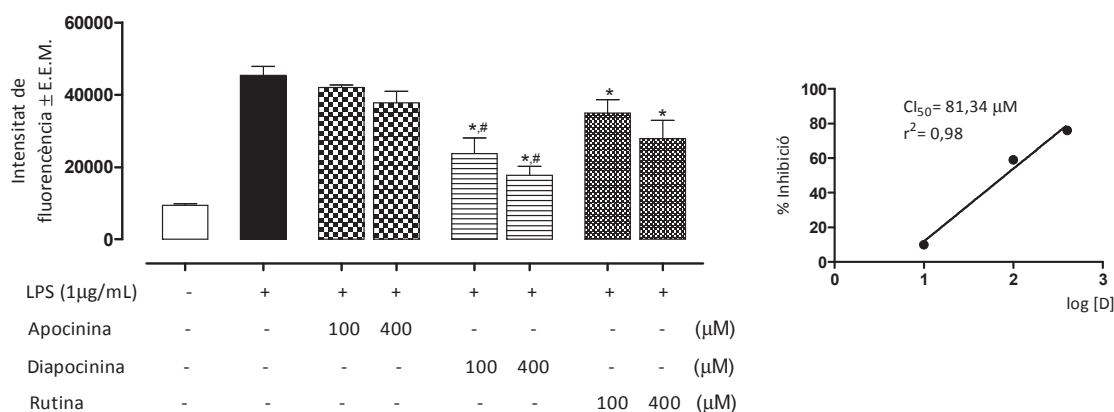 Intensitat de
fluorencència ± E.E.M.
60000
40000
20000
0
*,#
*,#
*
*
LPS (1µg/mL) - + + + + + + +
Apocinina - - 100 400 - - - - (µM)
Diapocinina - - - - 100 400 - - (µM)
Rutina - - - - - - 100 400 (µM)
% Inhibició
100
80
60
40
20
0
CI50= 81,34 µM
r2= 0,98
0 1 2 3
log [D]